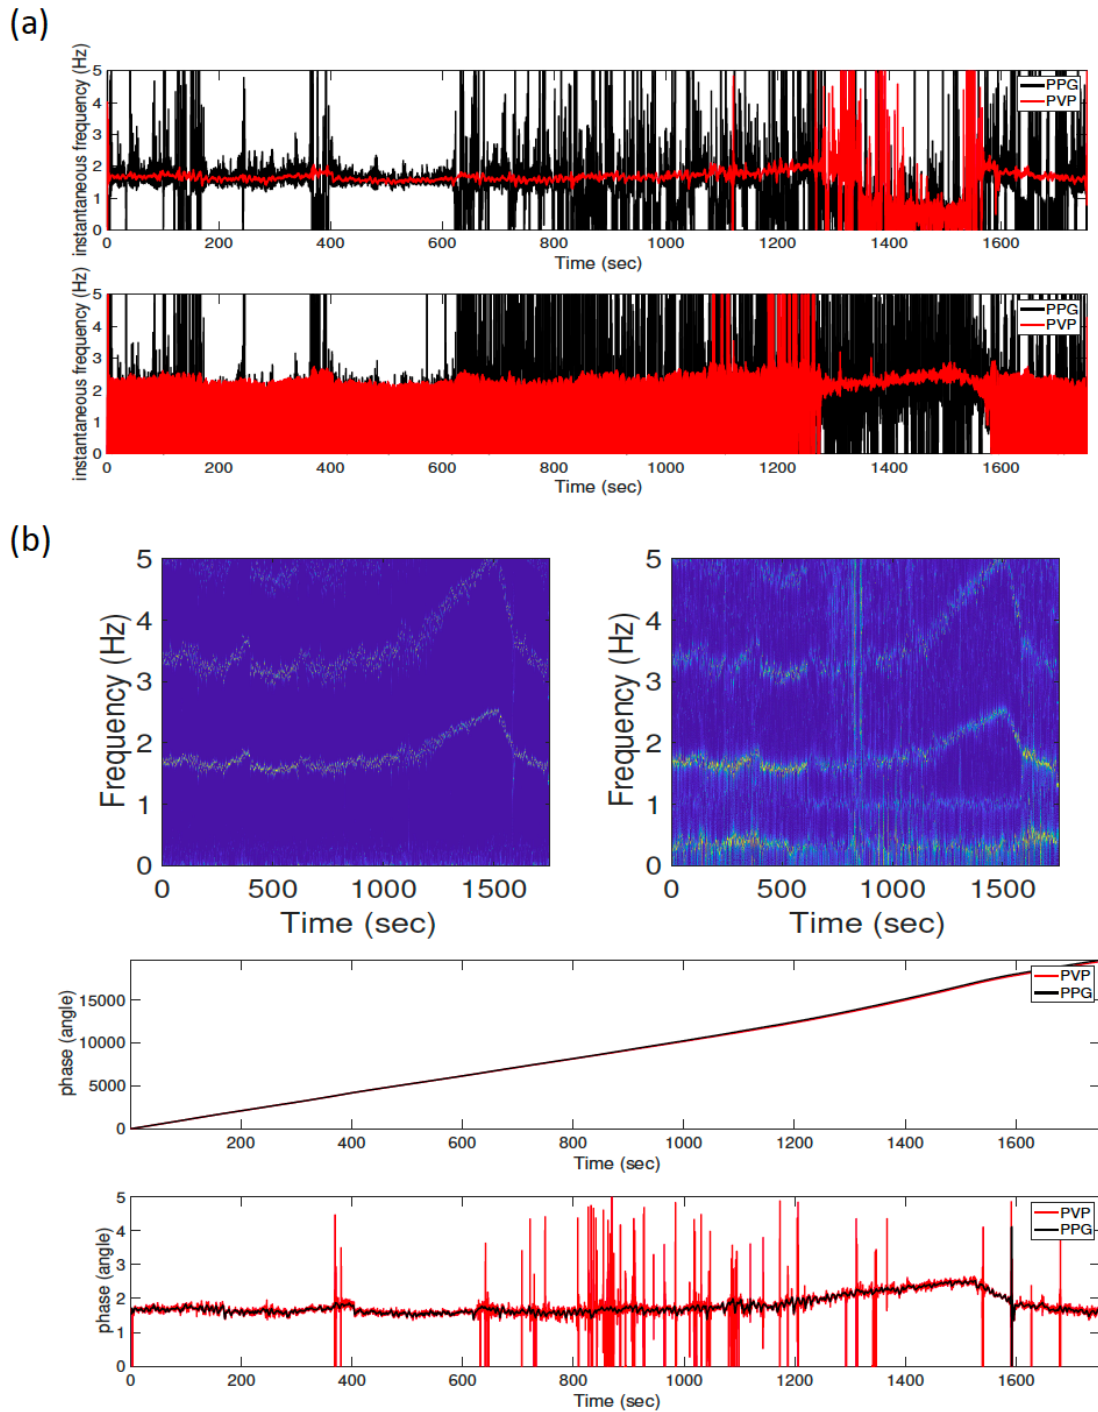 (a)
instantaneous frequency (Hz)
5
4
3
2
1
0
PPG
PVP
0 200 400 600 800 1000 1200 1400 1600
Time (sec)
instantaneous frequency (Hz)
5
4
3
2
1
0
PPG
PVP
0 200 400 600 800 1000 1200 1400 1600
Time (sec)
(b)
Frequency (Hz)
5
4
3
2
1
0
0 500 1000 1500
Time (sec)
Frequency (Hz)
5
4
3
2
1
0
0 500 1000 1500
Time (sec)
phase (angle)
15000
10000
5000
0
PVP
PPG
200 400 600 800 1000 1200 1400 1600
Time (sec)
phase (angle)
5
4
3
2
1
0
PVP
PPG
0 200 400 600 800 1000 1200 1400 1600
Time (sec)